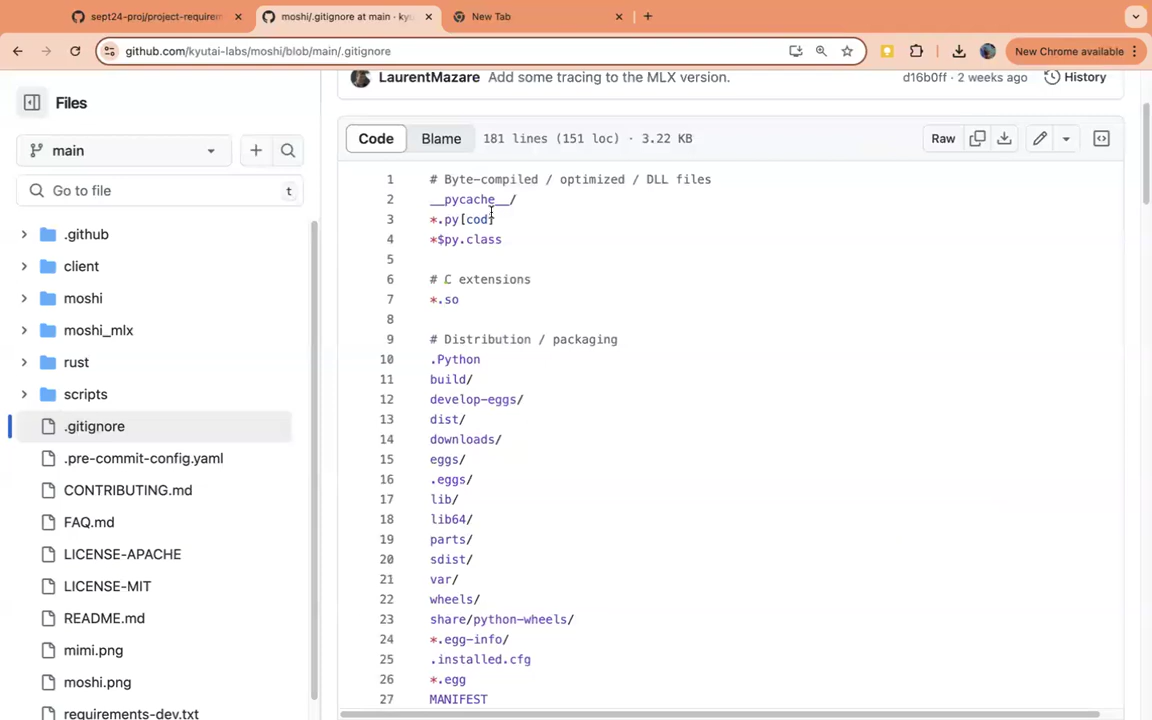 sept24-proj/project-requirem
moshi/.gitignore at main · kyu
New Tab
github.com/kyutai-labs/moshi/blob/main/.gitignore
New Chrome available
Files
main
Go to file
t
.github
client
moshi
moshi_mlx
rust
scripts
.gitignore
.pre-commit-config.yaml
CONTRIBUTING.md
FAQ.md
LICENSE-APACHE
LICENSE-MIT
README.md
mimi.png
moshi.png
requirements-dev.txt
LaurentMazare Add some tracing to the MLX version.
d16b0ff · 2 weeks ago
History
Code
Blame
181 lines (151 loc) · 3.22 KB
Raw
1 # Byte-compiled / optimized / DLL files
2 __pycache__/
3 *.py[cod]
4 *$py.class
5
6 # C extensions
7 *.so
8
9 # Distribution / packaging
10 .Python
11 build/
12 develop-eggs/
13 dist/
14 downloads/
15 eggs/
16 .eggs/
17 lib/
18 lib64/
19 parts/
20 sdist/
21 var/
22 wheels/
23 share/python-wheels/
24 *.egg-info/
25 .installed.cfg
26 *.egg
27 MANIFEST